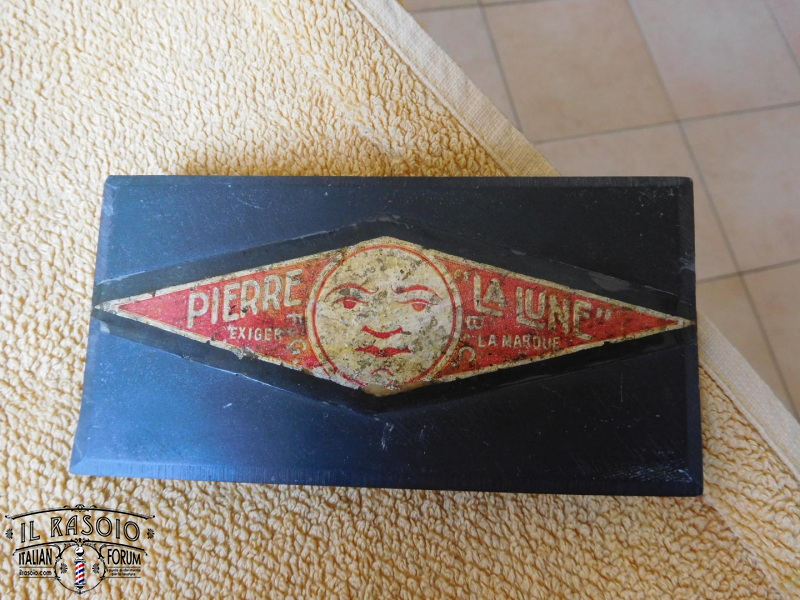 PIERRE "LA LUNE"
EXIGER LA MARQUE
IL RASOIO
ITALIAN FORUM
ilrasoio.com